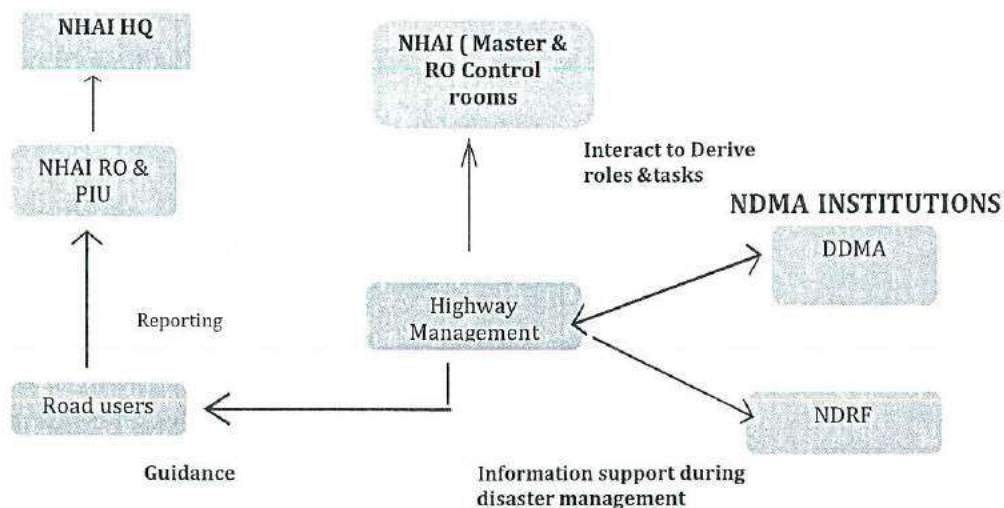 NHAI HQ
NHAI ( Master &
RO Control
rooms
NHAI RO &
PIU
Interact to Derive
roles &tasks
NDMA INSTITUTIONS
DDMA
Highway
Management
Reporting
Road users
NDRF
Guidance
Information support during
disaster management